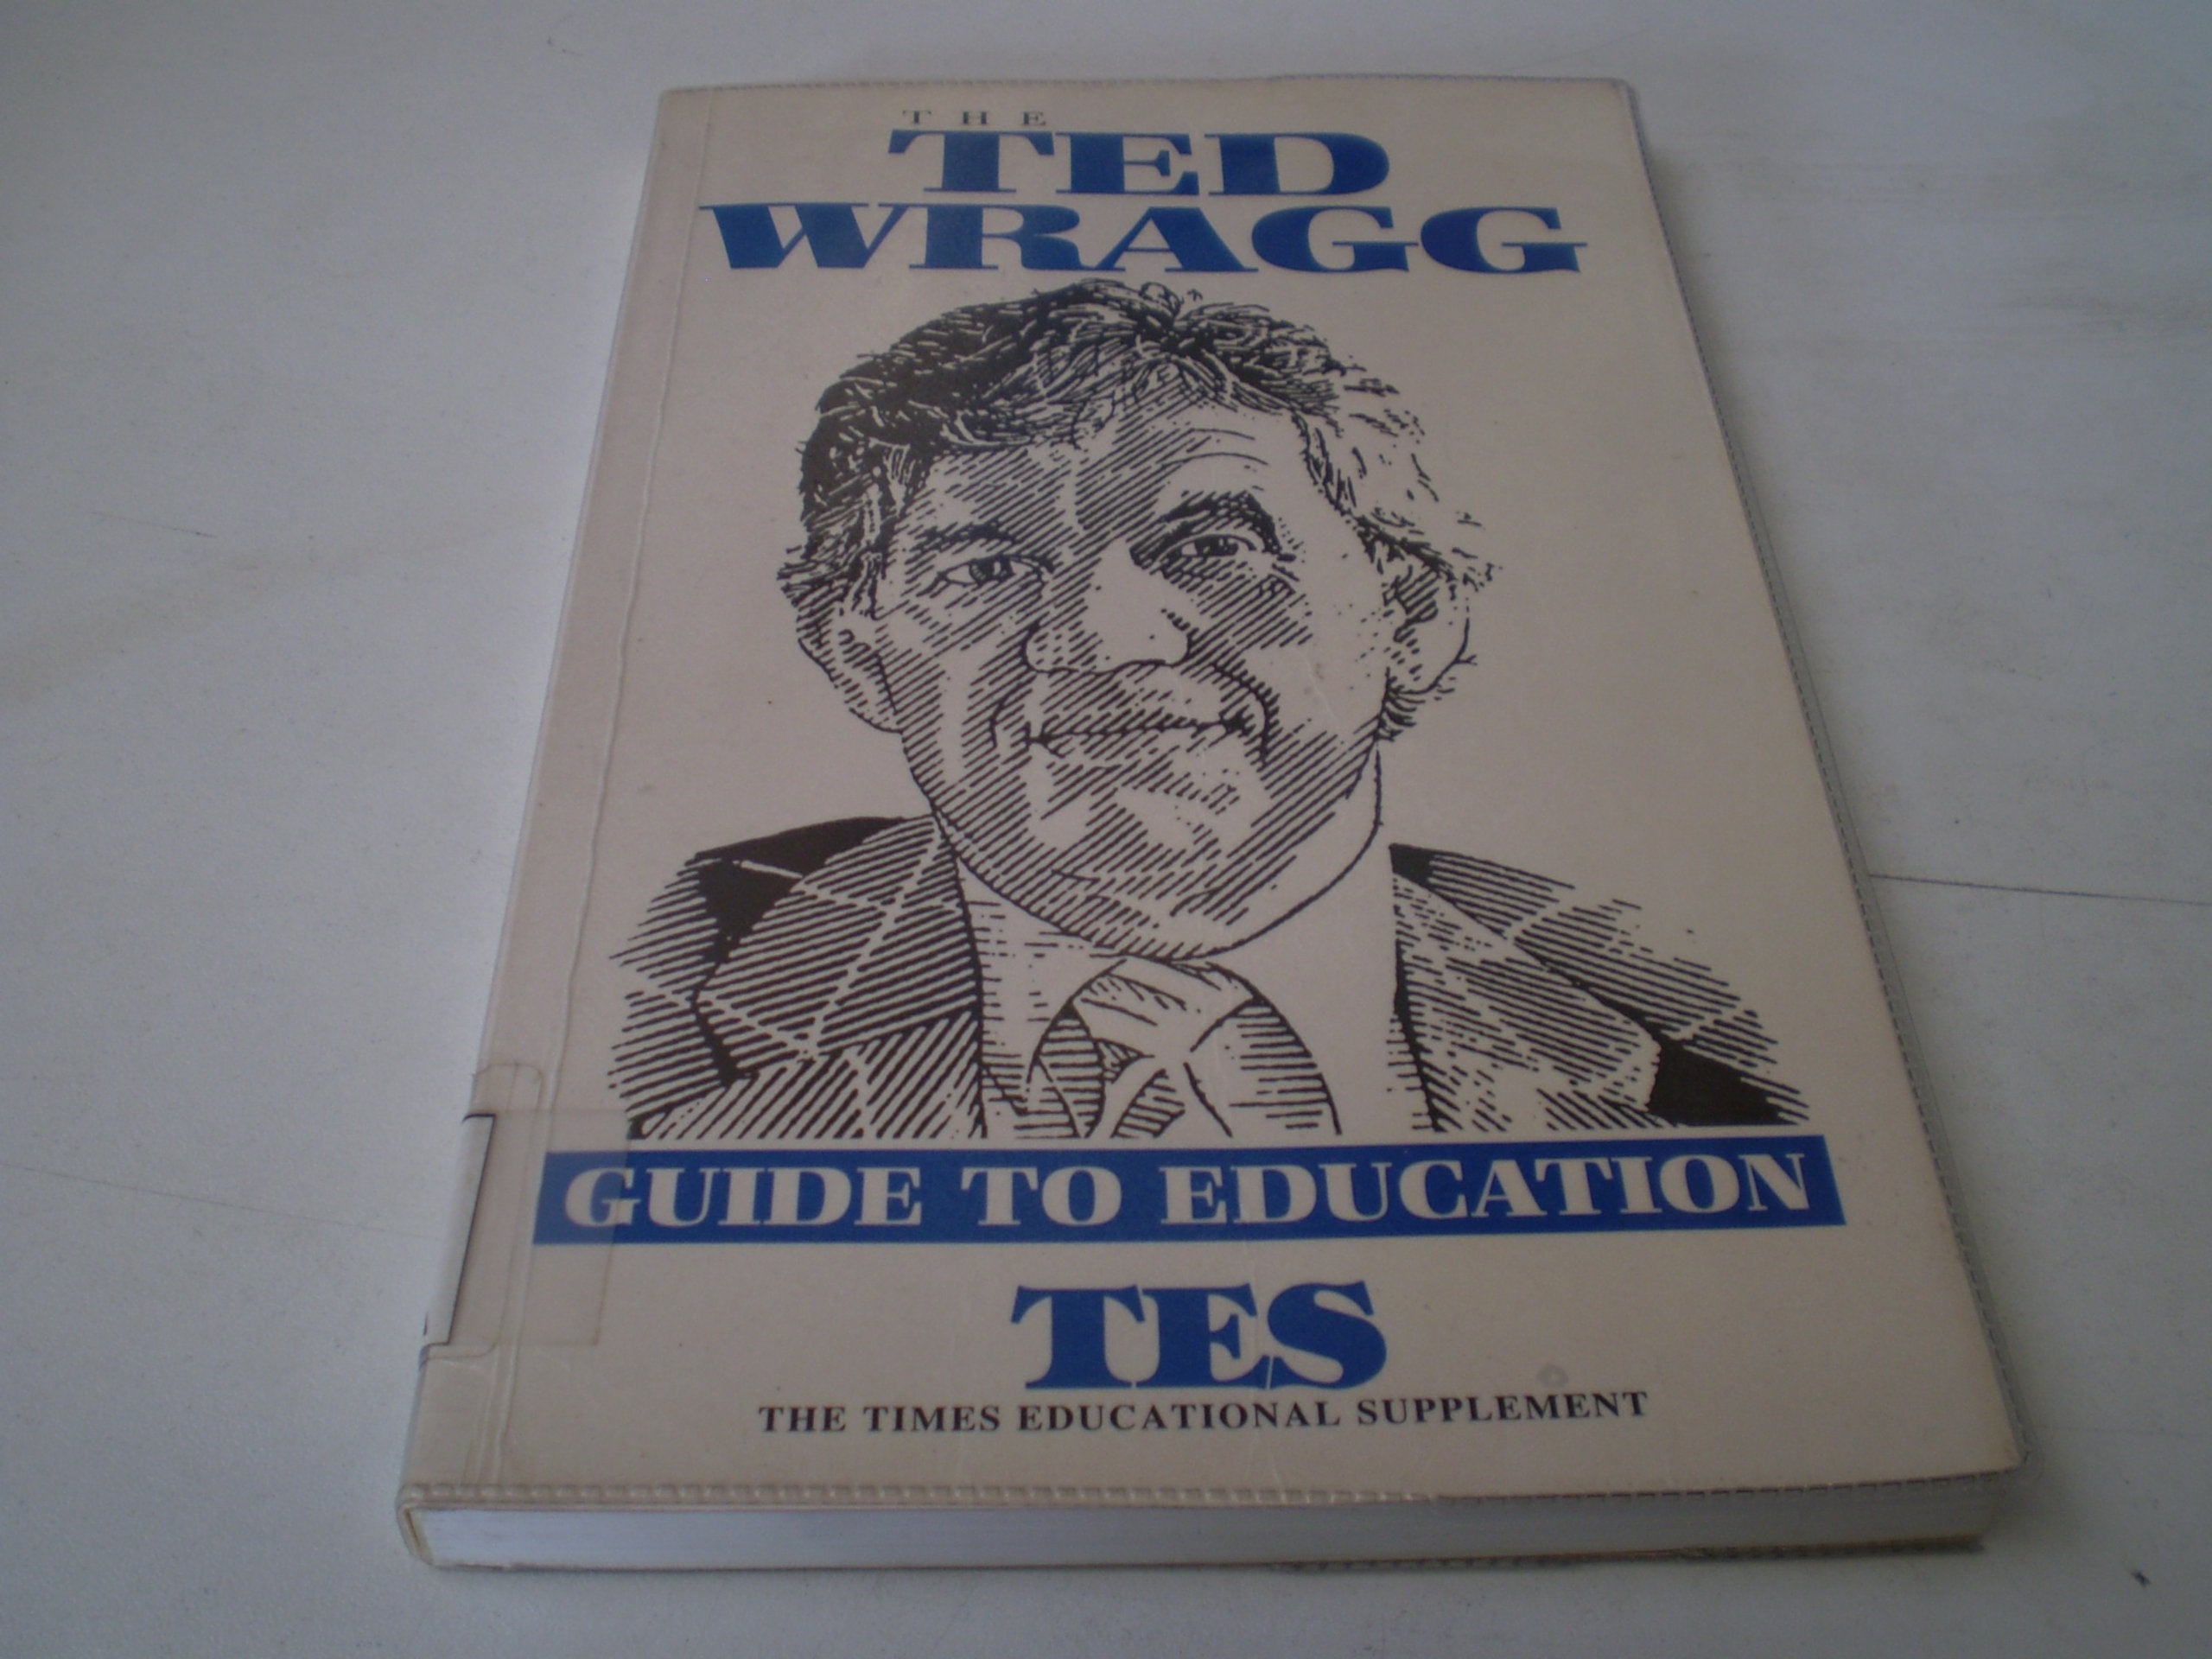 THE
TED
WRAGG
GUIDE TO EDUCATION
TES
THE TIMES EDUCATIONAL SUPPLEMENT